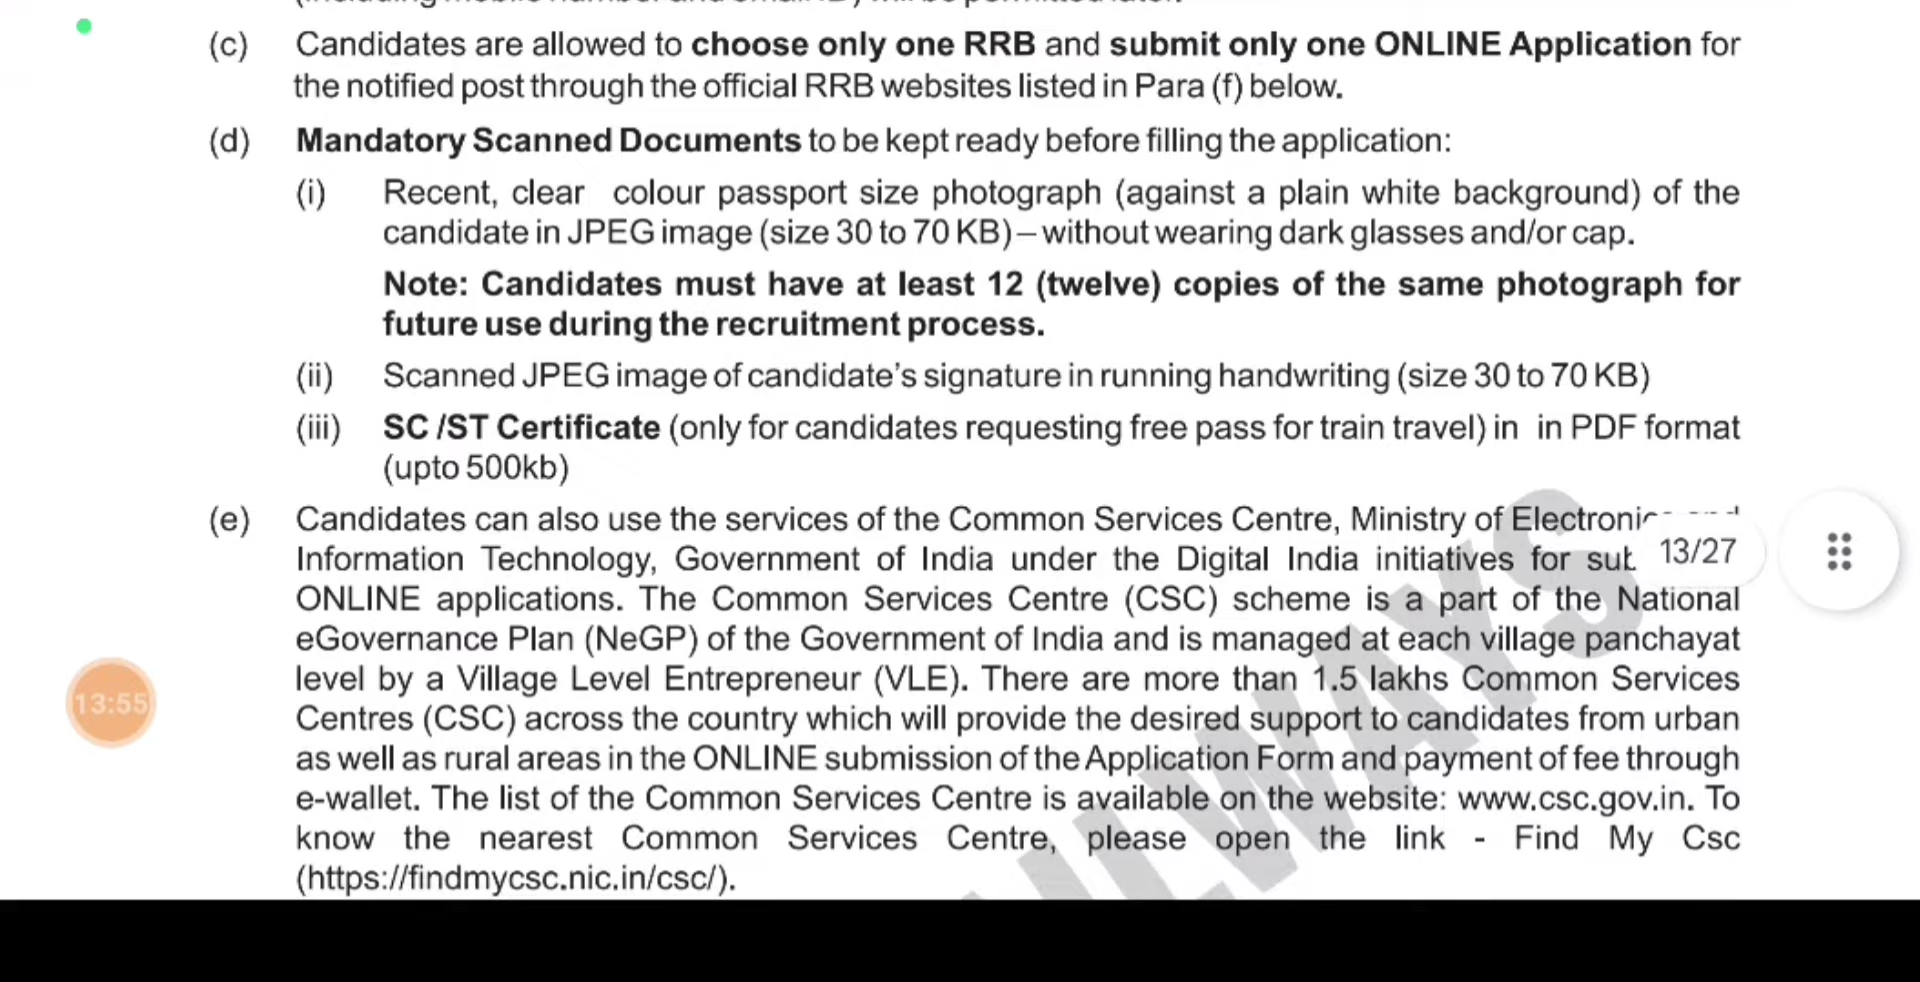 (c) Candidates are allowed to choose only one RRB and submit only one ONLINE Application for
the notified post through the official RRB websites listed in Para (f) below.
(d) Mandatory Scanned Documents to be kept ready before filling the application:
(i) Recent, clear colour passport size photograph (against a plain white background) of the
candidate in JPEG image (size 30 to 70 KB) – without wearing dark glasses and/or cap.
Note: Candidates must have at least 12 (twelve) copies of the same photograph for
future use during the recruitment process.
(ii) Scanned JPEG image of candidate’s signature in running handwriting (size 30 to 70 KB)
(iii) SC /ST Certificate (only for candidates requesting free pass for train travel) in in PDF format
(upto 500kb)
(e) Candidates can also use the services of the Common Services Centre, Ministry of
Information Technology, Government of India under the Digital India initiatives for
13/27
ONLINE applications. The Common Services Centre (CSC) scheme is a part of the National
eGovernance Plan (NeGP) of the Government of India and is managed at each village panchayat
level by a Village Level Entrepreneur (VLE). There are more than 1.5 lakhs Common Services
13:55
Centres (CSC) across the country which will provide the desired support to candidates from urban
as well as rural areas in the ONLINE submission of the Application Form and payment of fee through
e-wallet. The list of the Common Services Centre is available on the website: www.csc.gov.in. To
know the nearest Common Services Centre, please open the link - Find My Csc
(https://findmycsc.nic.in/csc/).